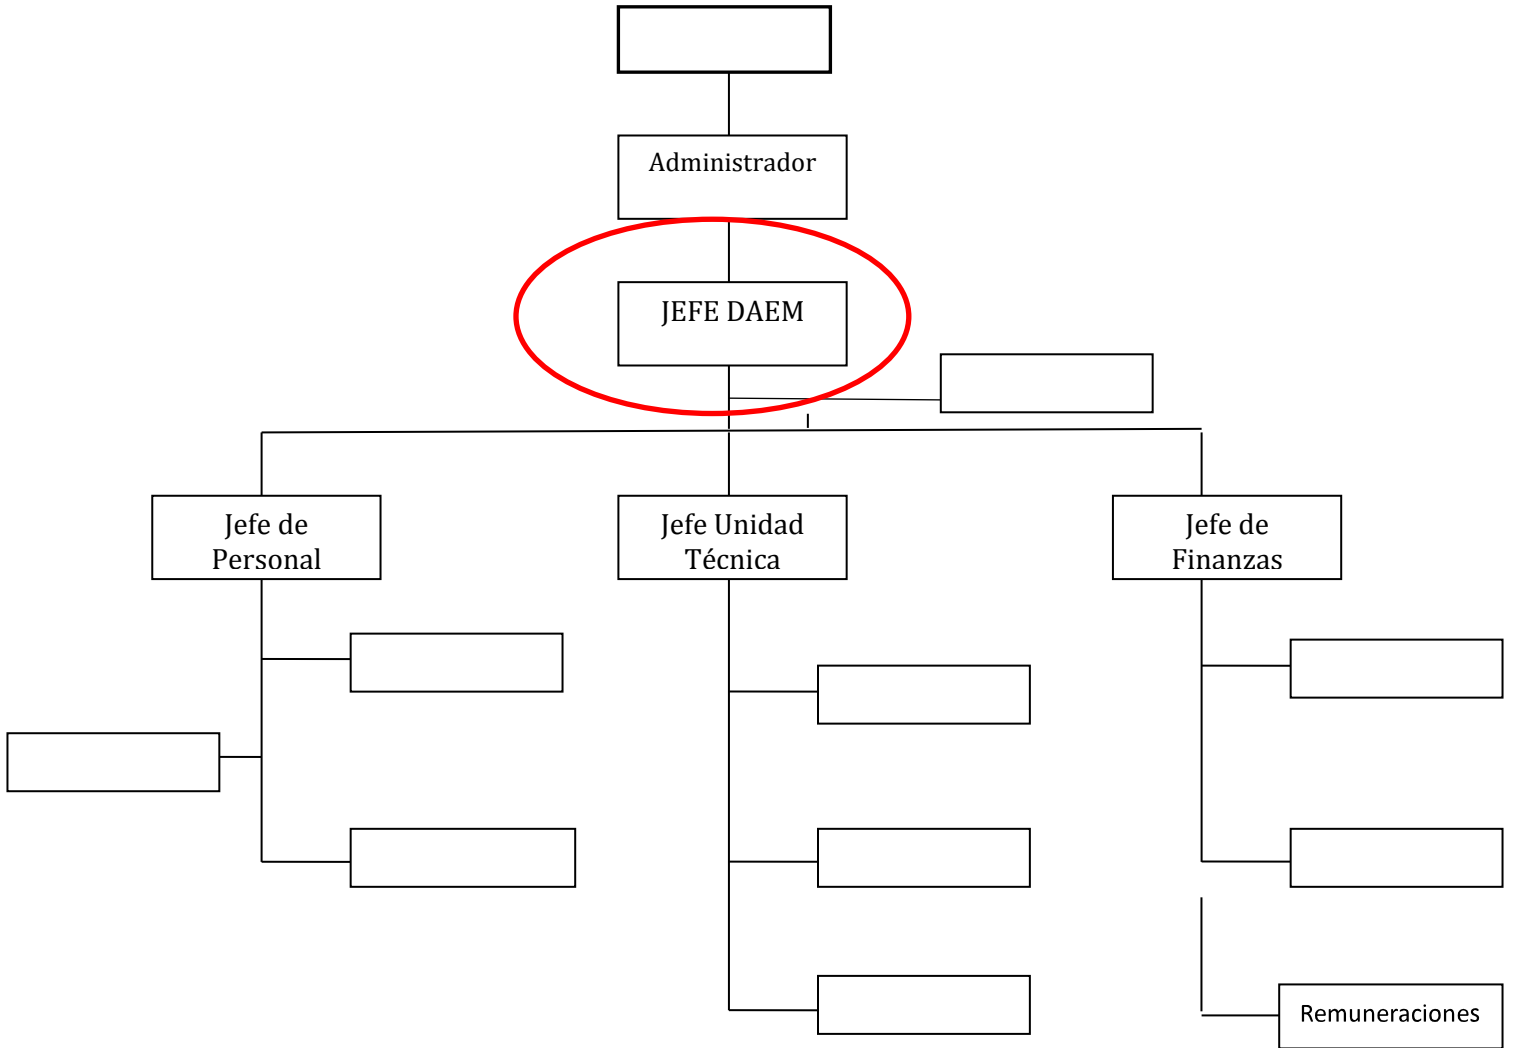 Administrador
JEFE DAEM
Jefe de
Personal
Jefe Unidad
Técnica
Jefe de
Finanzas
Remuneraciones